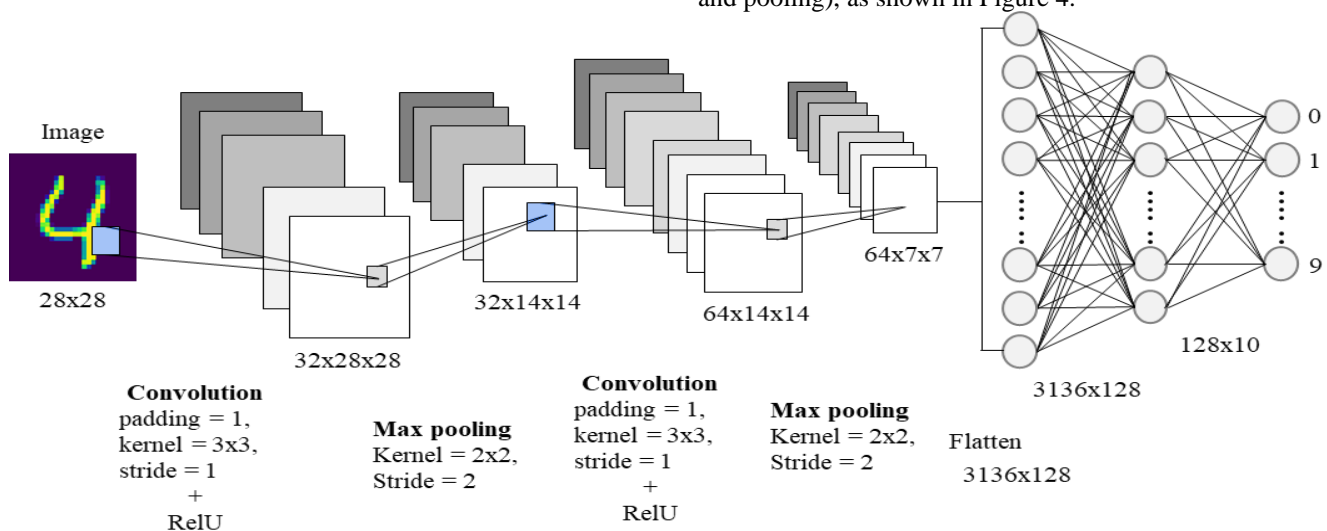 and pooling), as shown in Figure 4.
Image
28x28
32x28x28
32x14x14
64x14x14
64x7x7
0
1
9
3136x128
128x10
Convolution
padding = 1,
kernel = 3x3,
stride = 1
+
RelU
Max pooling
Kernel = 2x2,
Stride = 2
Convolution
padding = 1,
kernel = 3x3,
stride = 1
+
RelU
Max pooling
Kernel = 2x2,
Stride = 2
Flatten
3136x128